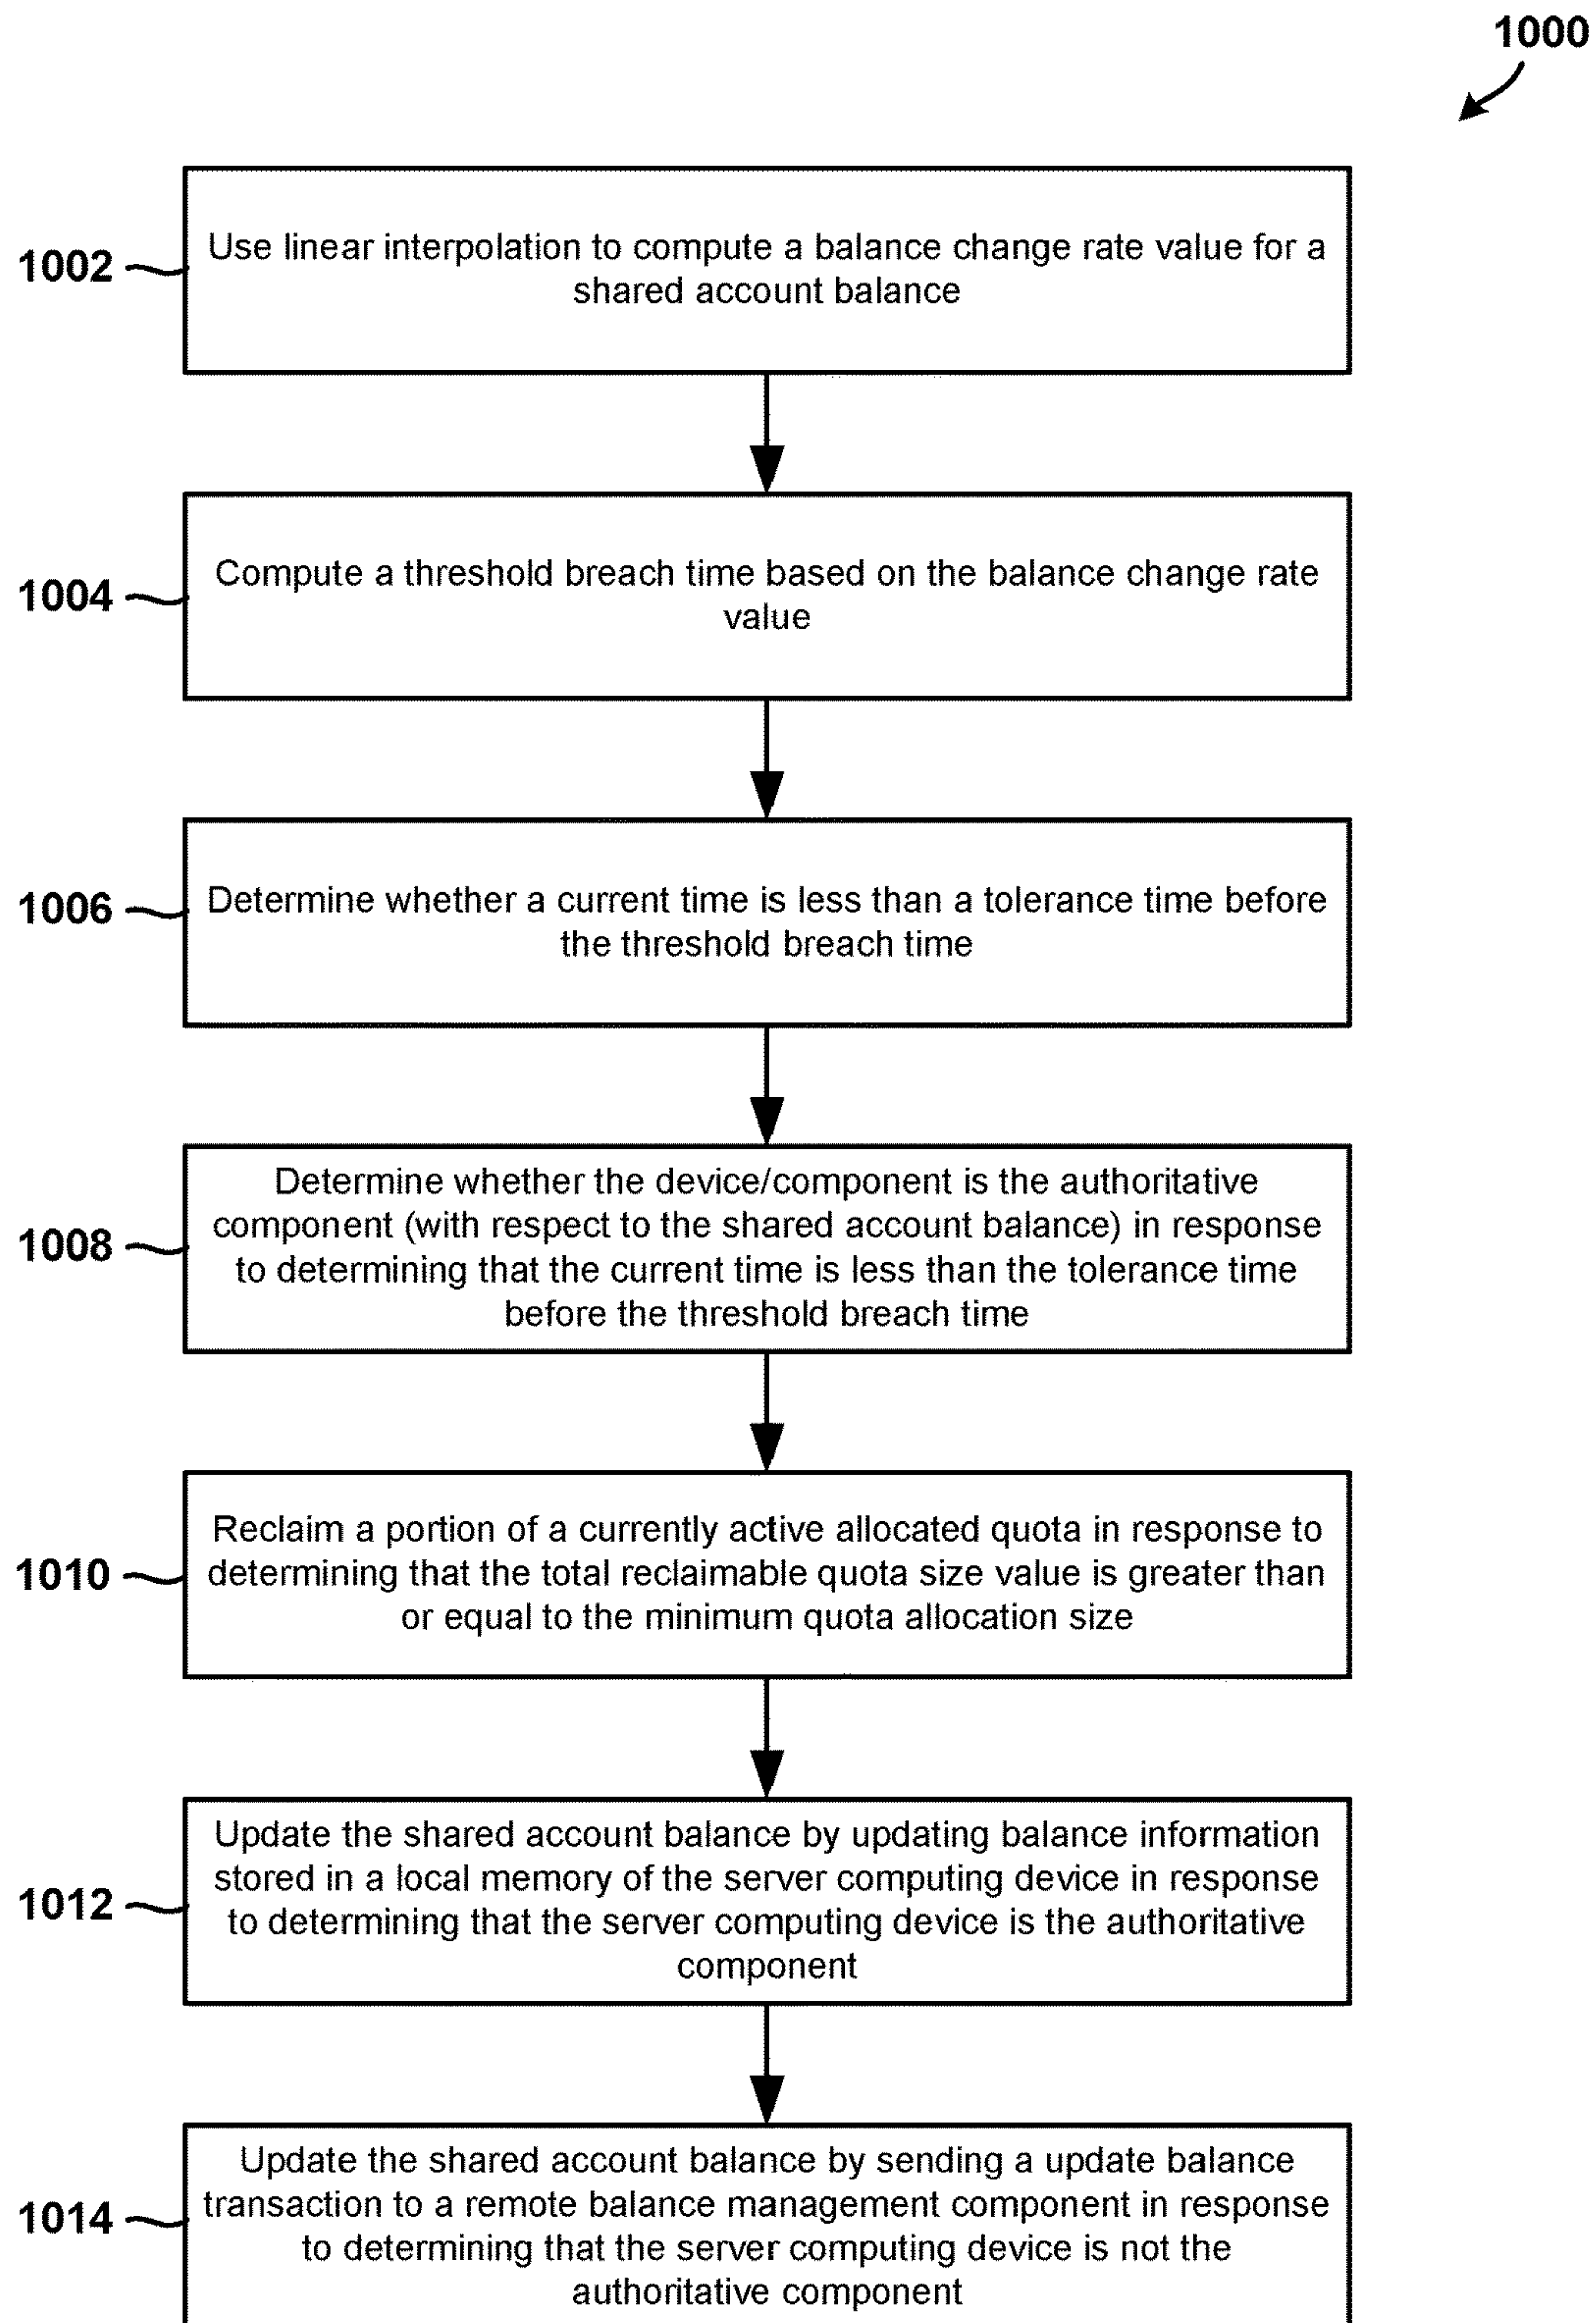 1000
Use linear interpolation to compute a balance change rate value for a
shared account balance
1002
Compute a threshold breach time based on the balance change rate
value
1004
Determine whether a current time is less than a tolerance time before
the threshold breach time
1006
Determine whether the device/component is the authoritative
component (with respect to the shared account balance) in response
to determining that the current time is less than the tolerance time
before the threshold breach time
1008
Reclaim a portion of a currently active allocated quota in response to
determining that the total reclaimable quota size value is greater than
or equal to the minimum quota allocation size
1010
Update the shared account balance by updating balance information
stored in a local memory of the server computing device in response
to determining that the server computing device is the authoritative
component
1012
Update the shared account balance by sending a update balance
transaction to a remote balance management component in response
to determining that the server computing device is not the
authoritative component
1014